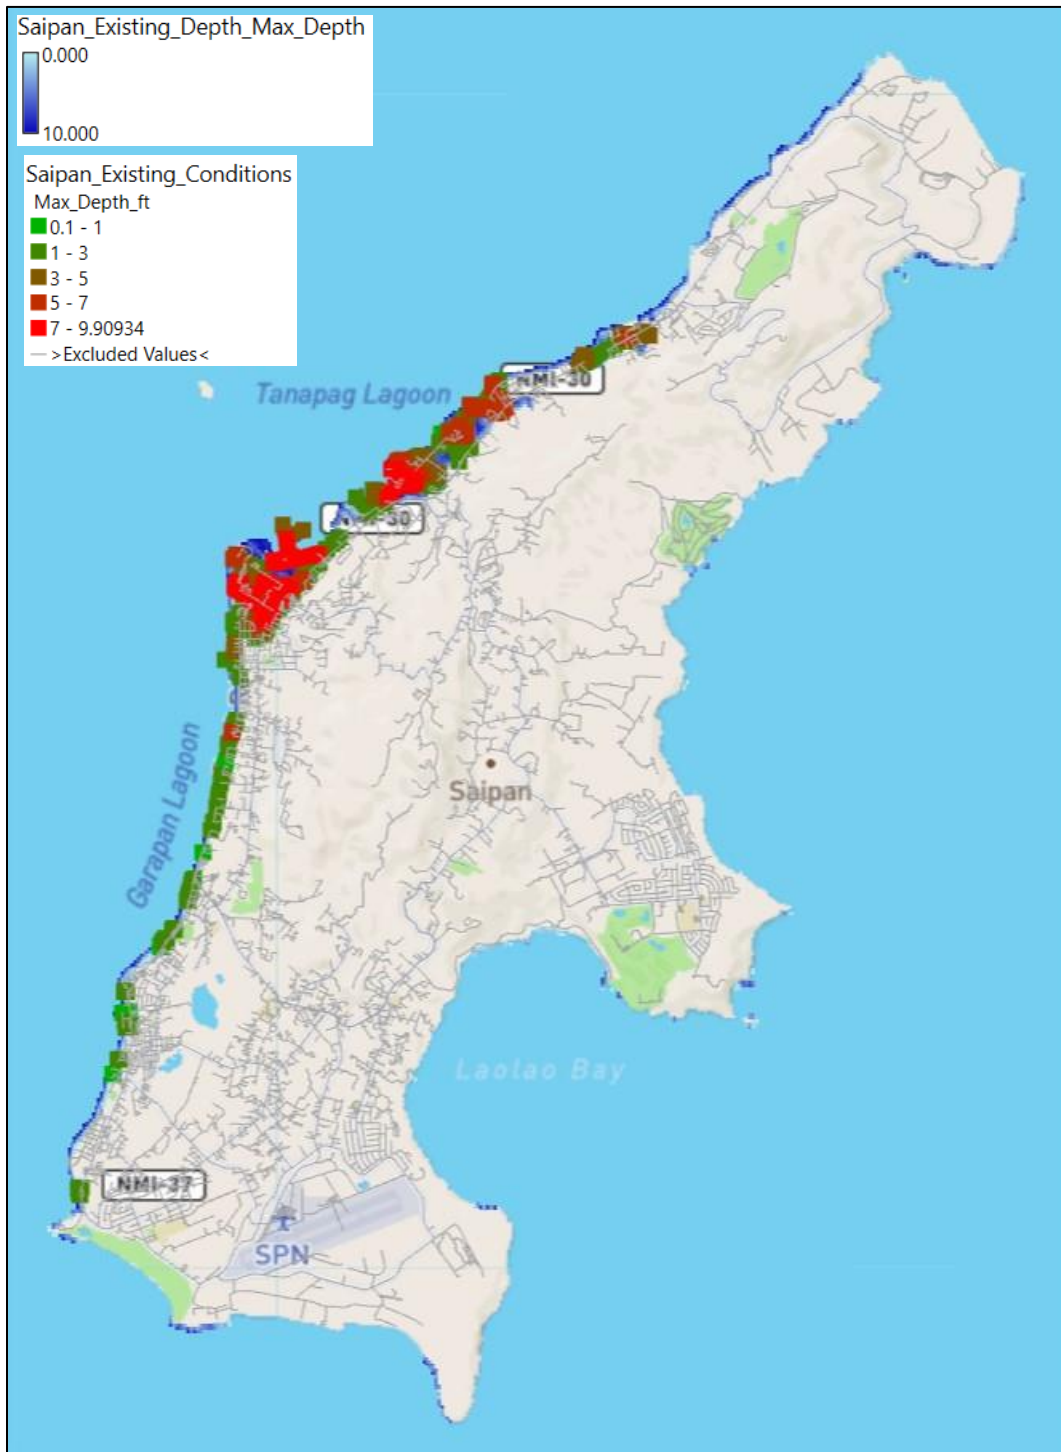 Saipan_Existing_Depth_Max_Depth
0.000
10.000
Saipan_Existing_Conditions
Max_Depth_ft
0.1 - 1
1 - 3
3 - 5
5 - 7
7 - 9.90934
>Excluded Values<
Tanapag Lagoon
NMI-30
NMI-30
Garapan Lagoon
Saipan
Laolao Bay
NMI-37
SPN